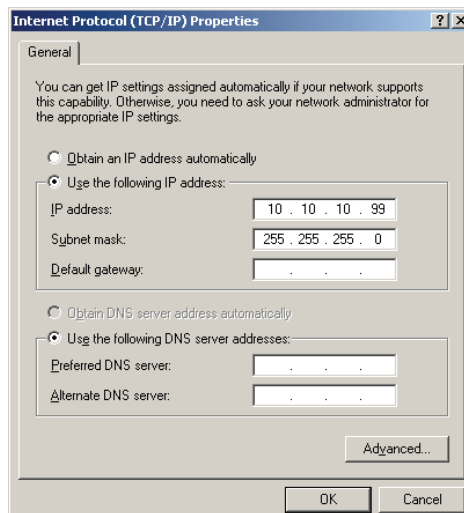 Internet Protocol (TCP/IP) Properties ? X
General
You can get IP settings assigned automatically if your network supports
this capability. Otherwise, you need to ask your network administrator for
the appropriate IP settings.
Obtain an IP address automatically
Use the following IP address:
IP address: 10 . 10 . 10 . 99
Subnet mask: 255 . 255 . 255 . 0
Default gateway: . . .
Obtain DNS server address automatically
Use the following DNS server addresses:
Preferred DNS server: . . .
Alternate DNS server: . . .
Advanced...
OK Cancel